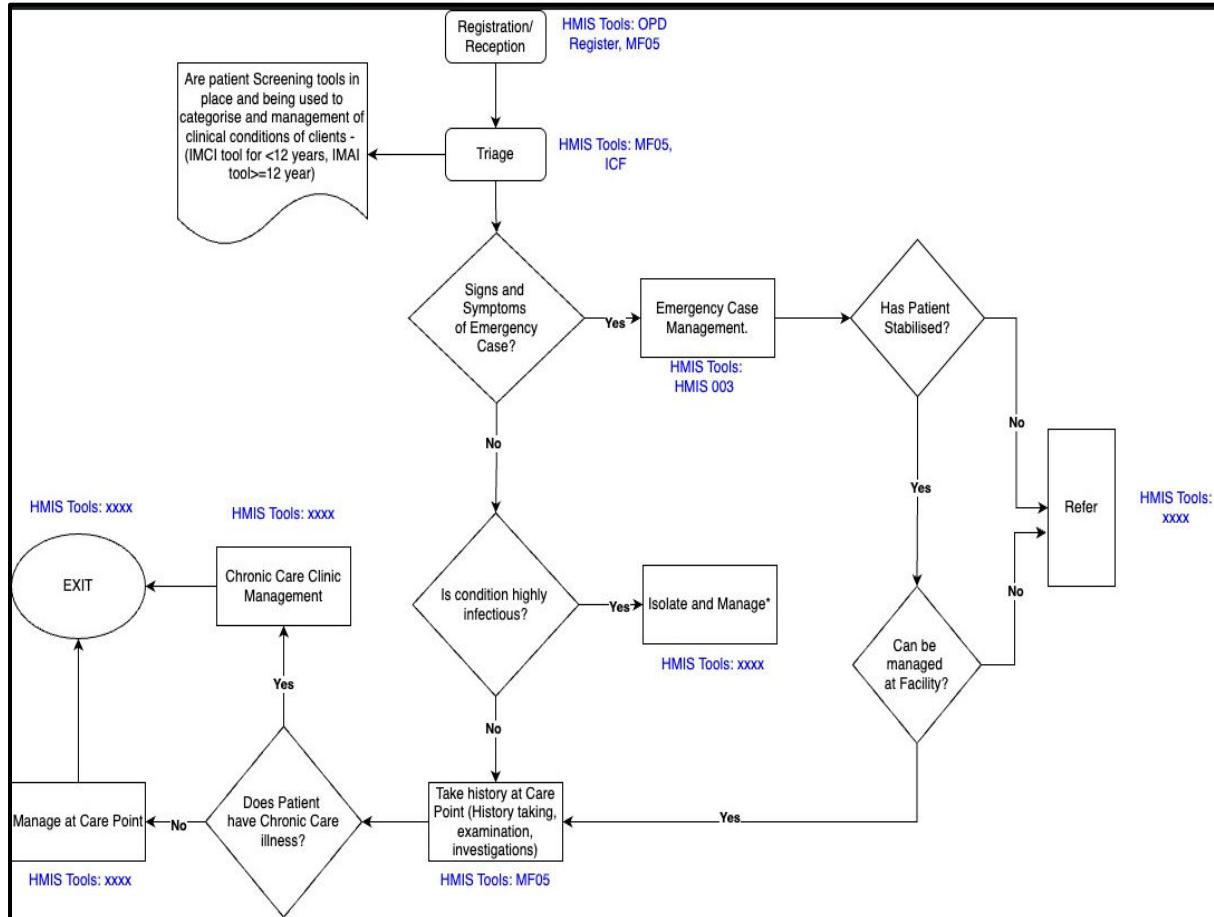 Registration/
Reception
HMIS Tools: OPD
Register, MF05
Are patient Screening tools in
place and being used to
categorise and management of
clinical conditions of clients -
(IMCI tool for <12 years, IMAI
tool>=12 year)
Triage
HMIS Tools: MF05,
ICF
Signs and
Symptoms
of Emergency
Case?
Yes
Emergency Case
Management.
HMIS Tools:
HMIS 003
Has Patient
Stabilised?
No
No
Yes
Refer
HMIS Tools:
xxxx
HMIS Tools: xxxx
EXIT
HMIS Tools: xxxx
Chronic Care Clinic
Management
Is condition highly
infectious?
Yes
Isolate and Manage*
HMIS Tools: xxxx
No
Can be
managed
at Facility?
Yes
No
Manage at Care Point
HMIS Tools: xxxx
No
Does Patient
have Chronic Care
illness?
Take history at Care
Point (History taking,
examination,
investigations)
HMIS Tools: MF05
Yes